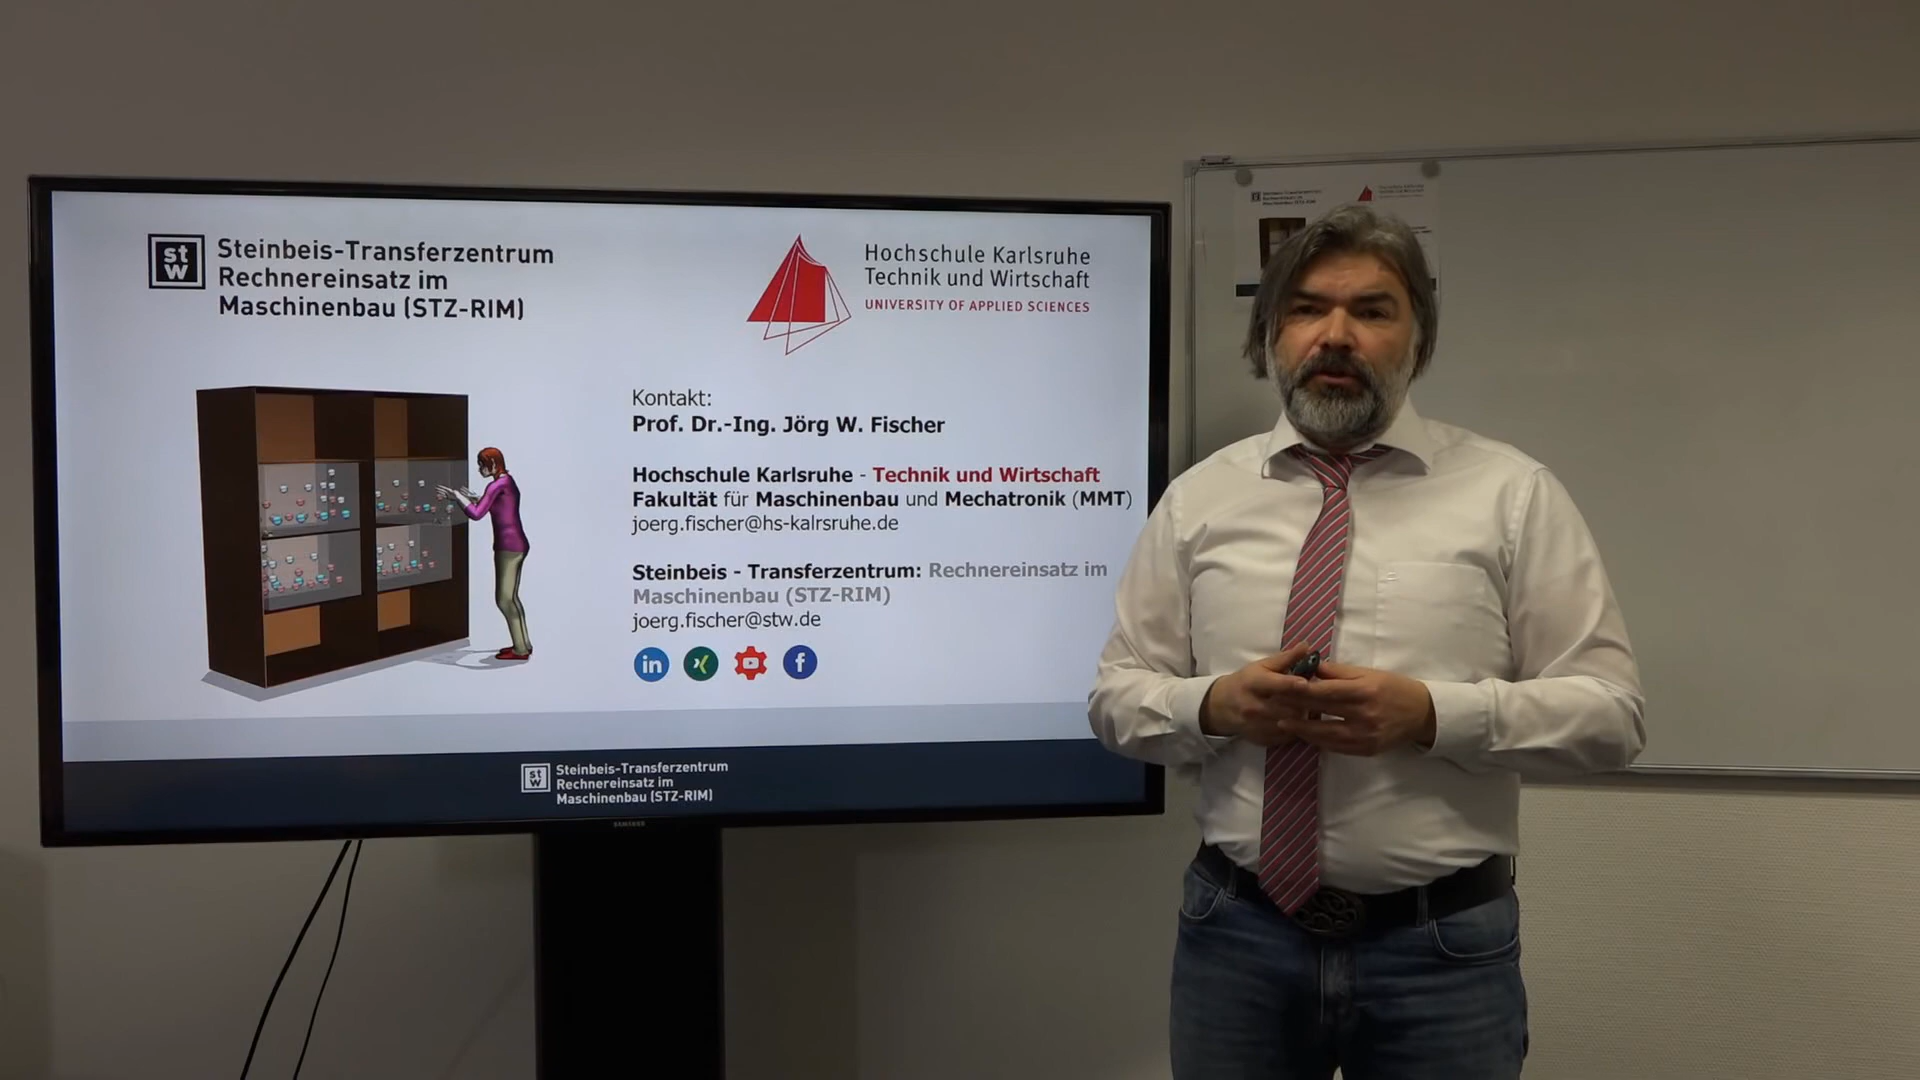 st
w
Steinbeis-Transferzentrum
Rechnereinsatz im
Maschinenbau (STZ-RIM)
Hochschule Karlsruhe
Technik und Wirtschaft
UNIVERSITY OF APPLIED SCIENCES
Kontakt:
Prof. Dr.-Ing. Jörg W. Fischer
Hochschule Karlsruhe - Technik und Wirtschaft
Fakultät für Maschinenbau und Mechatronik (MMT)
joerg.fischer@hs-kalrsruhe.de
Steinbeis - Transferzentrum: Rechnereinsatz im
Maschinenbau (STZ-RIM)
joerg.fischer@stw.de
in
f
st
w
Steinbeis-Transferzentrum
Rechnereinsatz im
Maschinenbau (STZ-RIM)
SAMSUNG